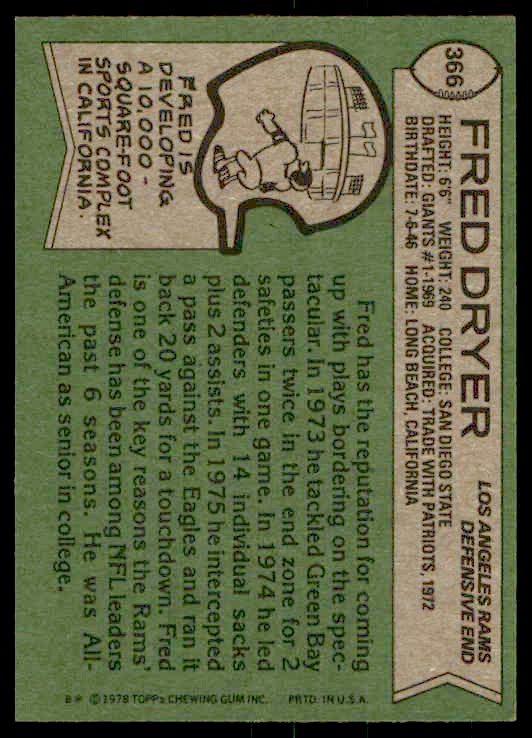 366
FRED DRYER
LOS ANGELES RAMS
DEFENSIVE END
HEIGHT: 6'6" WEIGHT: 240 COLLEGE: SAN DIEGO STATE
DRAFTED: GIANTS #1-1969 ACQUIRED: TRADE WITH PATRIOTS, 1972
BIRTHDATE: 7-6-46 HOME: LONG BEACH, CALIFORNIA
FRED IS
DEVELOPING
A 10,000-
SQUARE-FOOT
SPORTS COMPLEX
IN CALIFORNIA.
Fred has the reputation for coming
up with plays bordering on the spec-
tacular. In 1973 he tackled Green Bay
passers twice in the end zone for 2
safeties in one game. In 1974 he led
defenders with 14 individual sacks
plus 2 assists. In 1975 he intercepted
a pass against the Eagles and ran it
back 20 yards for a touchdown. Fred
is one of the key reasons the Rams'
defense has been among NFL leaders
the past 6 seasons. He was All-
American as senior in college.
B* © 1978 TOPPS CHEWING GUM INC. PRTD. IN U.S.A.